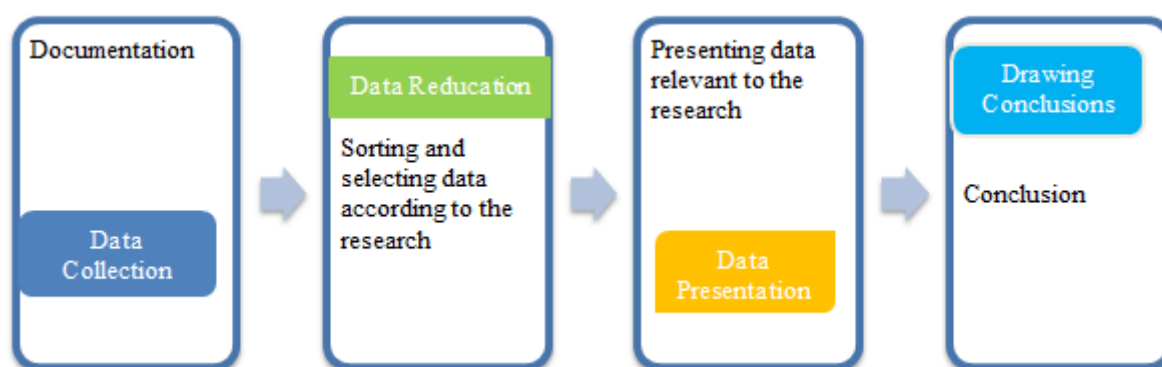 Documentation
Data
Collection
Data Reducation
Sorting and
selecting data
according to the
research
Presenting data
relevant to the
research
Data
Presentation
Drawing
Conclusions
Conclusion